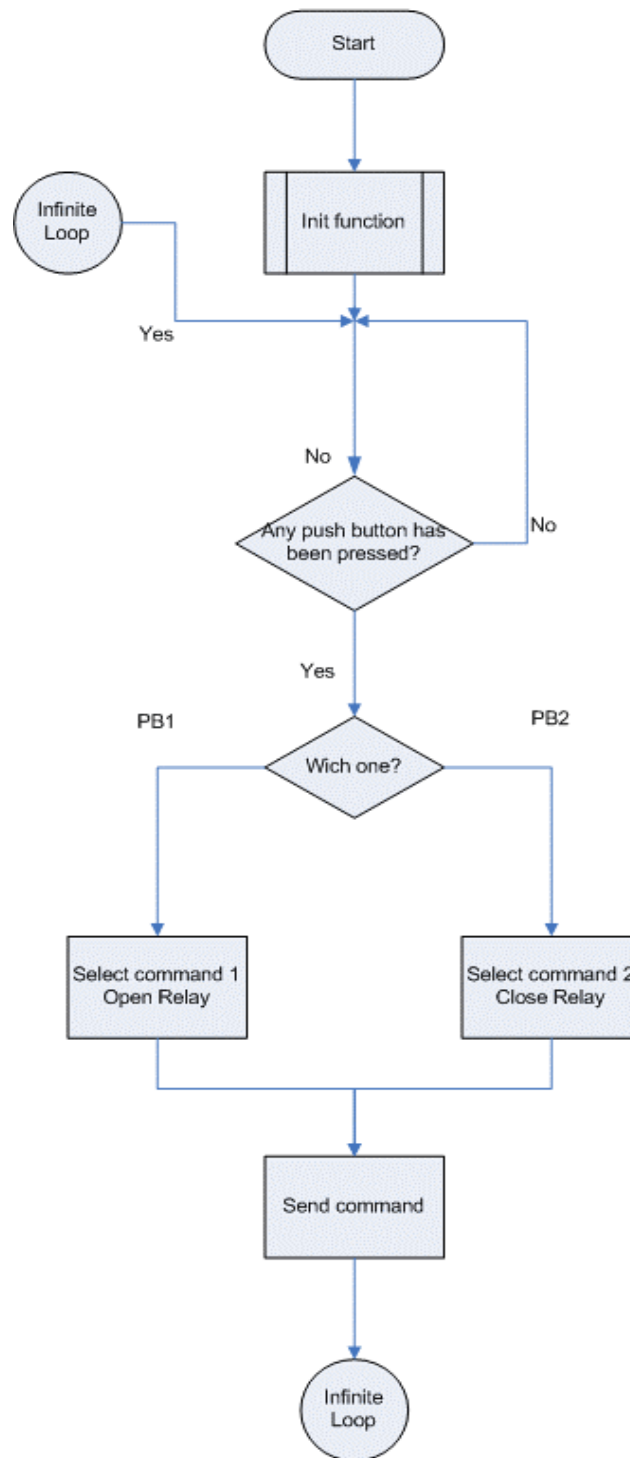 Start
Infinite
Loop
Init function
Yes
No
Any push button has
been pressed?
No
Yes
PB1
PB2
Wich one?
Select command 1
Open Relay
Select command 2
Close Relay
Send command
Infinite
Loop